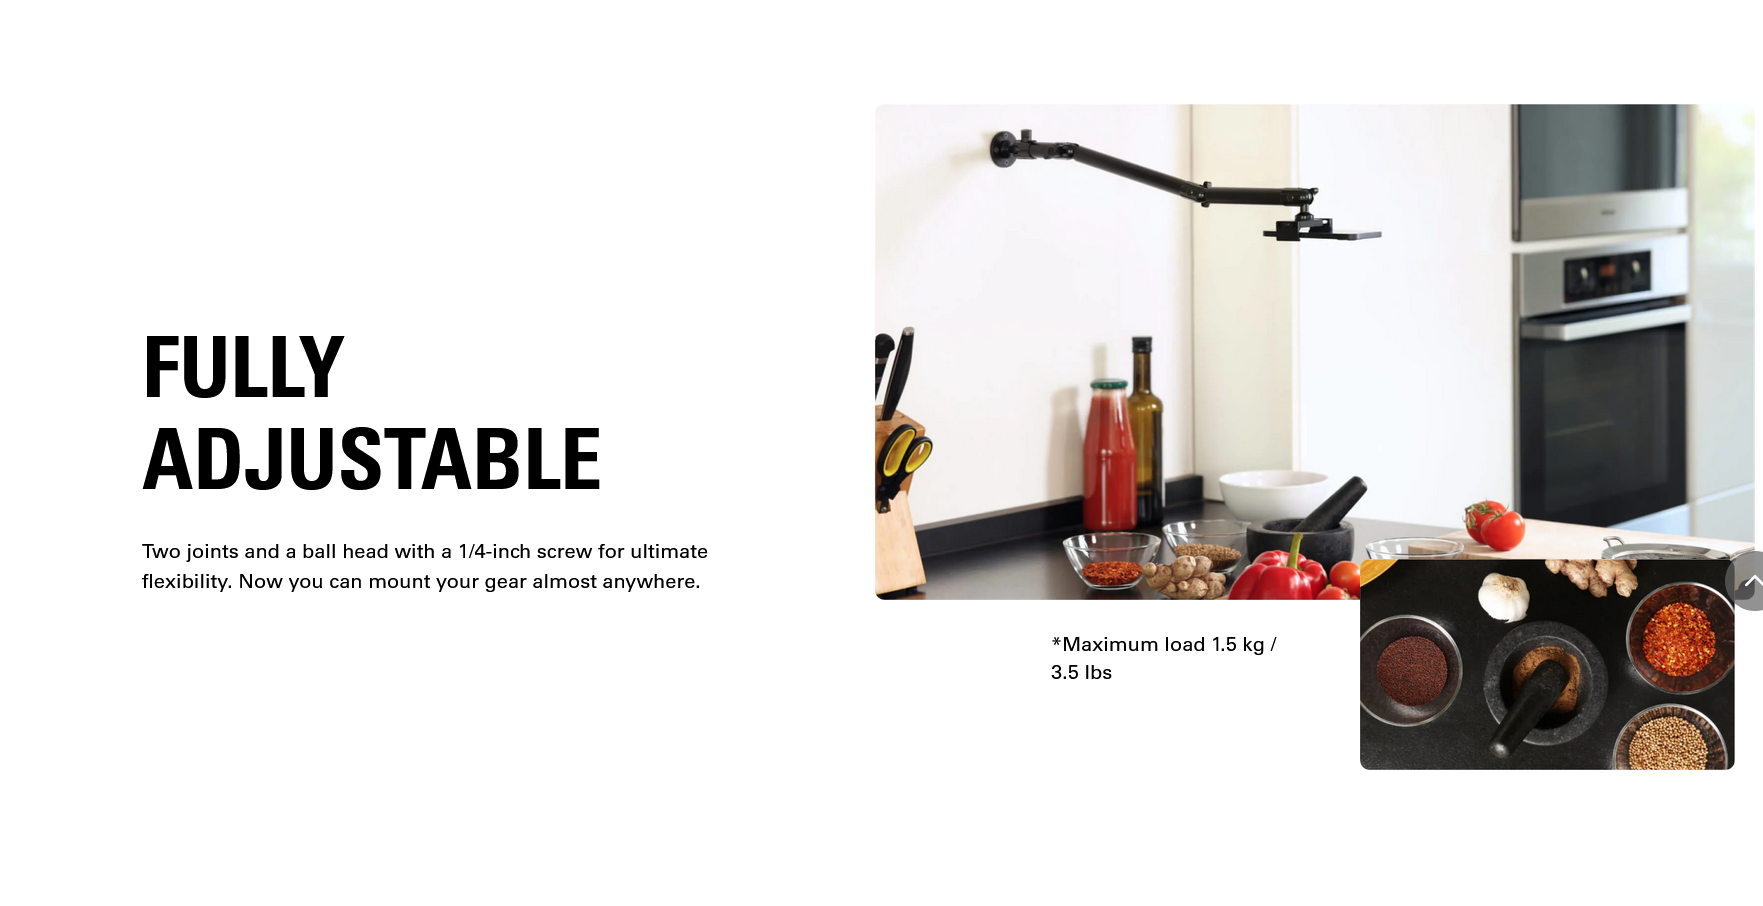 FULLY
ADJUSTABLE
Two joints and a ball head with a 1/4-inch screw for ultimate
flexibility. Now you can mount your gear almost anywhere.
*Maximum load 1.5 kg /
3.5 lbs